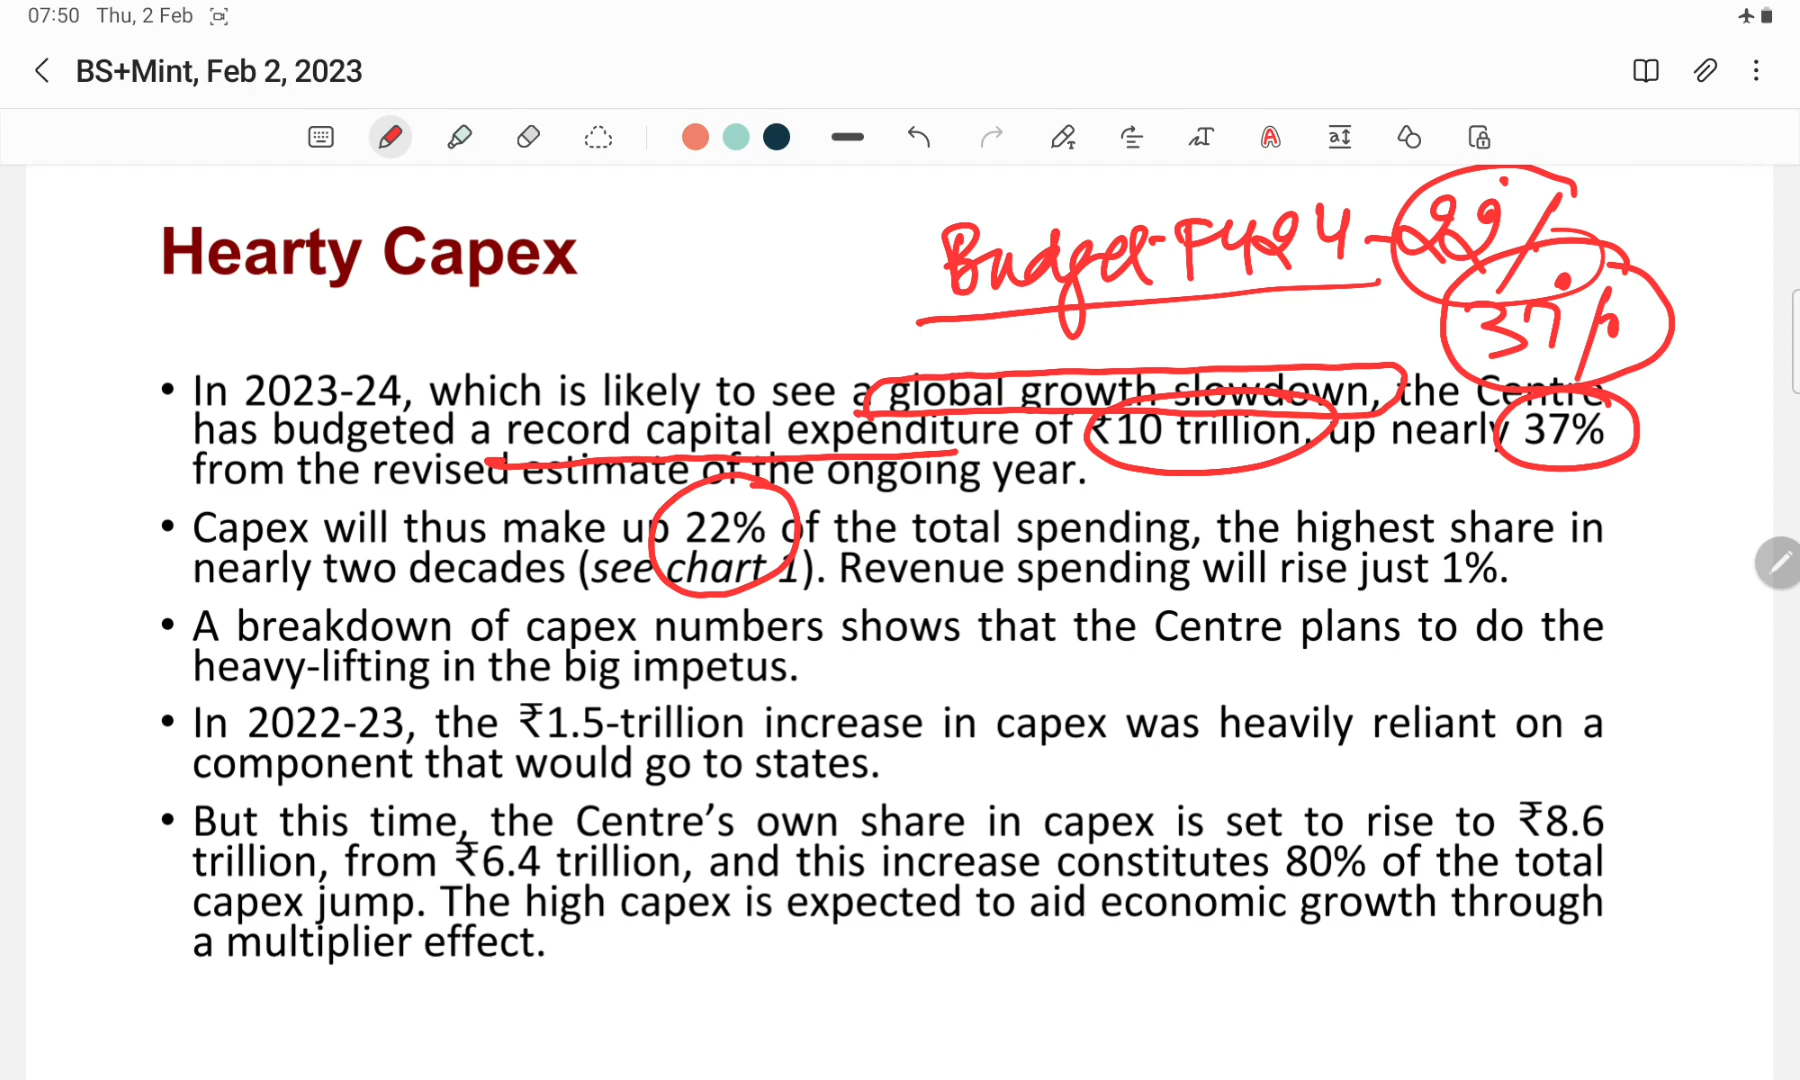 07:50 Thu, 2 Feb
BS+Mint, Feb 2, 2023
Hearty Capex
Budget-FY24-22%
37%
• In 2023-24, which is likely to see a global growth slowdown, the Centre
has budgeted a record capital expenditure of ₹10 trillion, up nearly 37%
from the revised estimate of the ongoing year.
• Capex will thus make up 22% of the total spending, the highest share in
nearly two decades (see chart 1). Revenue spending will rise just 1%.
• A breakdown of capex numbers shows that the Centre plans to do the
heavy-lifting in the big impetus.
• In 2022-23, the ₹1.5-trillion increase in capex was heavily reliant on a
component that would go to states.
• But this time, the Centre’s own share in capex is set to rise to ₹8.6
trillion, from ₹6.4 trillion, and this increase constitutes 80% of the total
capex jump. The high capex is expected to aid economic growth through
a multiplier effect.